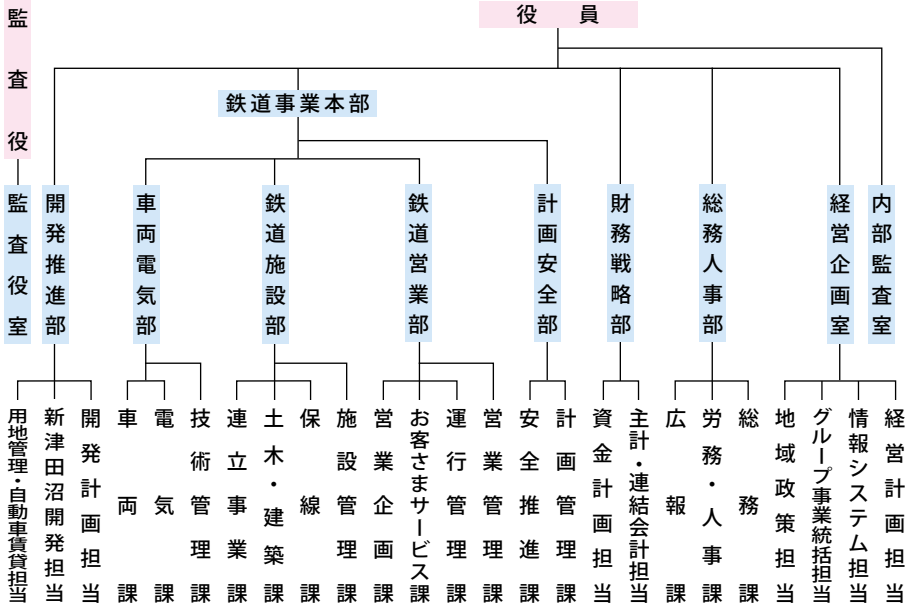 役員
監査役
鉄道事業本部
内部監査室
経営企画室
総務人事部
財務戦略部
計画安全部
鉄道営業部
鉄道施設部
車両電気部
開発推進部
監査役室
経営計画担当
情報システム担当
グループ事業統括担当
地域政策担当
総務課
労務・人事課
広報課
主計・連結会計担当
資金計画担当
計画管理課
安全推進課
営業管理課
運行管理課
お客さまサービス課
営業企画課
施設管理課
保線課
土木・建築課
連立事業課
技術管理課
電気課
車両課
開発計画担当
新津田沼開発担当
用地管理・自動車賃貸担当